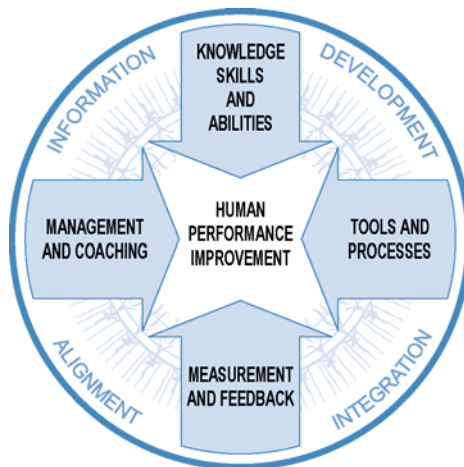 INFORMATION
DEVELOPMENT
KNOWLEDGE
SKILLS
AND
ABILITIES
MANAGEMENT
AND COACHING
HUMAN
PERFORMANCE
IMPROVEMENT
TOOLS AND
PROCESSES
MEASUREMENT
AND FEEDBACK
ALIGNMENT
INTEGRATION